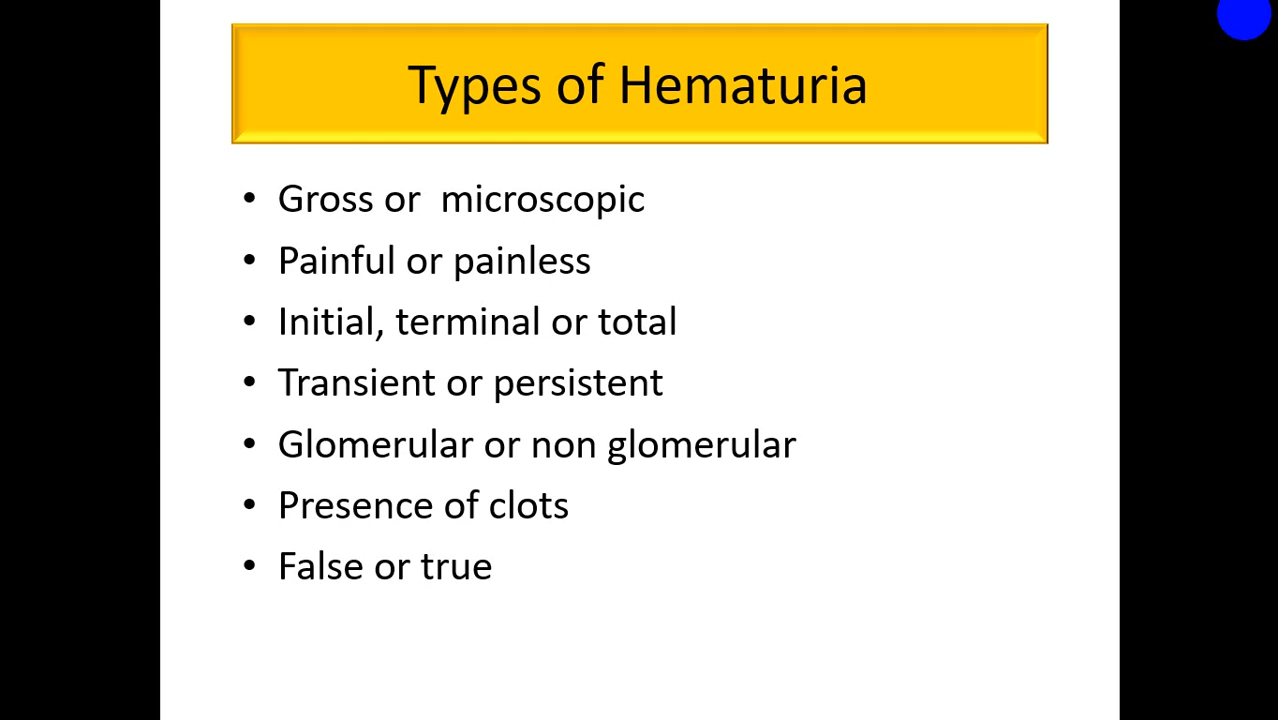 Types of Hematuria
• Gross or  microscopic
• Painful or painless
• Initial, terminal or total
• Transient or persistent
• Glomerular or non glomerular
• Presence of clots
• False or true